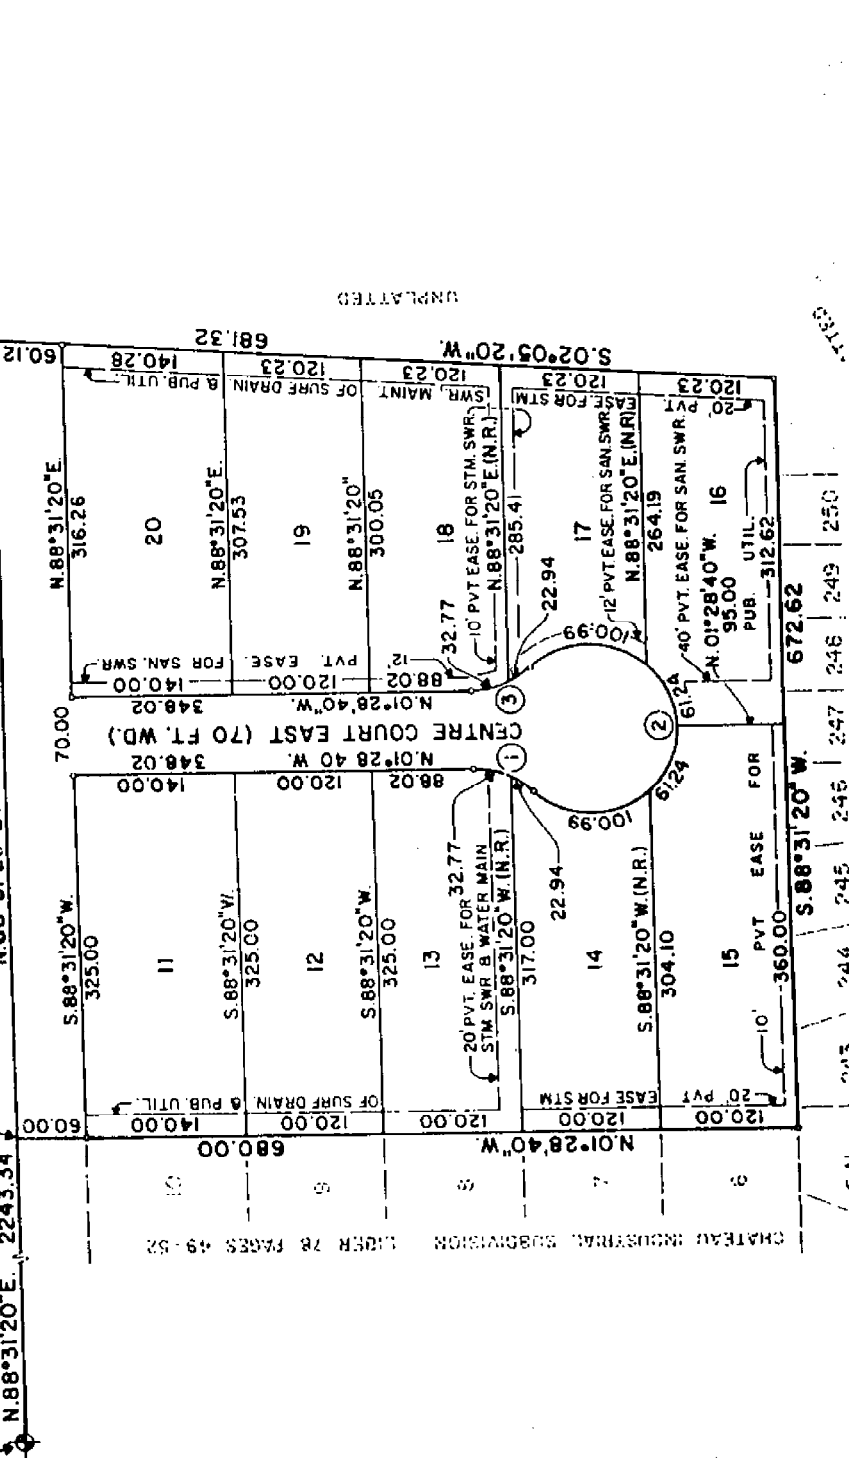 UNPLATTED
60.12
681.32
S.02°05'20"W.
140.28
120.23
120.23
120.23
120.23
& PUB. UTIL.
OF SURF DRAIN.
SWR, MAINT.
EASE. FOR STM
20' PVT.
N.88°31'20"E.
316.26
20
N.88°31'20"E.
307.53
19
N.88°31'20"
300.05
18
10' PVT. EASE. FOR STM. SWR.
N.88°31'20"E.(N.R.)
285.41
17
12' PVT. EASE. FOR SAN. SWR.
N.88°31'20"E.(N.R)
264.19
40' PVT. EASE. FOR SAN. SWR.
16
N.01°28'40"W.
95.00
PUB. UTIL.
312.62
672.62
12' PVT. EASE. FOR SAN. SWR
140.00
120.00
88.02
32.77
22.94
100.99
61.24
348.02
N.01°28'40"W.
70.00
CENTRE COURT EAST (70 FT. WD.)
348.02
N.01°28 40 W.
1
2
3
140.00
120.00
88.02
32.77
22.94
100.99
61.24
S.88°31'20"W.
325.00
11
S.88°31'20"W.
325.00
12
S.88°31'20"W.
325.00
13
20' PVT. EASE. FOR
STM SWR & WATER MAIN
S.88°31'20"W.(N.R.)
317.00
14
S.88°31'20"W.(N.R.)
304.10
15
10' PVT EASE FOR
360.00
S.88°31'20"W.
& PUB. UTIL.
OF SURF DRAIN.
EASE FOR STM
20' PVT
60.00
140.00
120.00
120.00
120.00
120.00
680.00
N.01°28'40"W.
CHATEAU INDUSTRIAL SUBDIVISION LIBER 78 PAGES 49-52
250
249
248
247
246
245
244
243
N.88°31'20"E. 2243.34